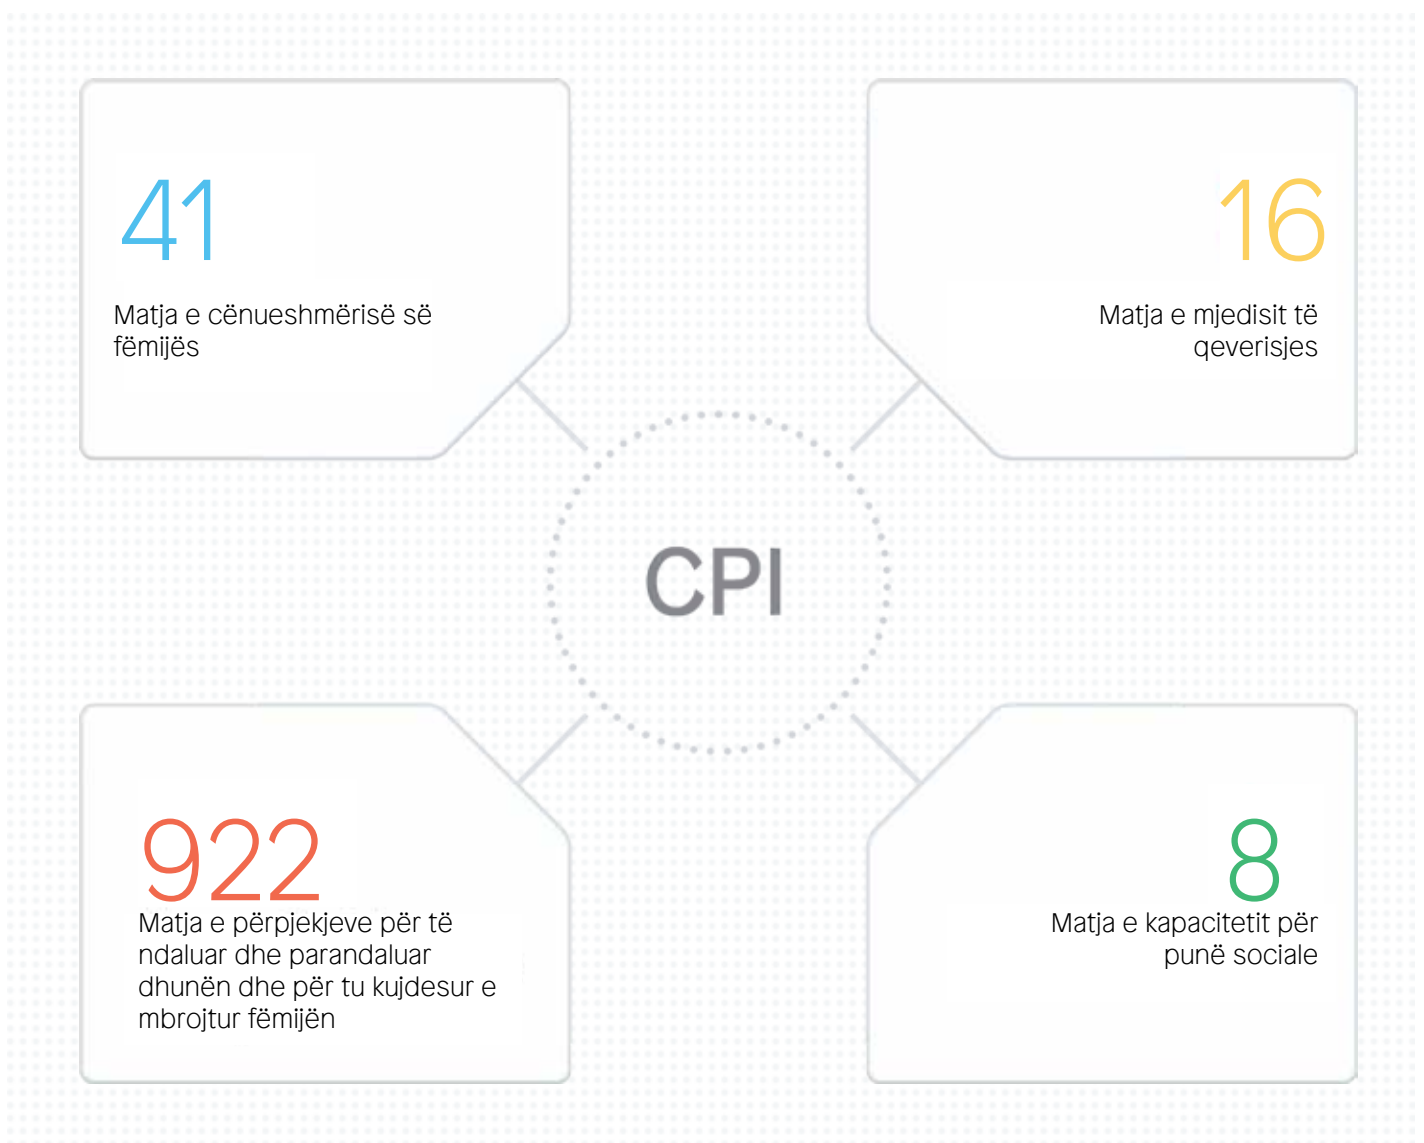 41
Matja e cënueshmërisë së
fëmijës
16
Matja e mjedisit të
qeverisjes
CPI
922
Matja e përpjekjeve për të
ndaluar dhe parandaluar
dhunën dhe për tu kujdesur e
mbrojtur fëmijën
8
Matja e kapacitetit për
punë sociale